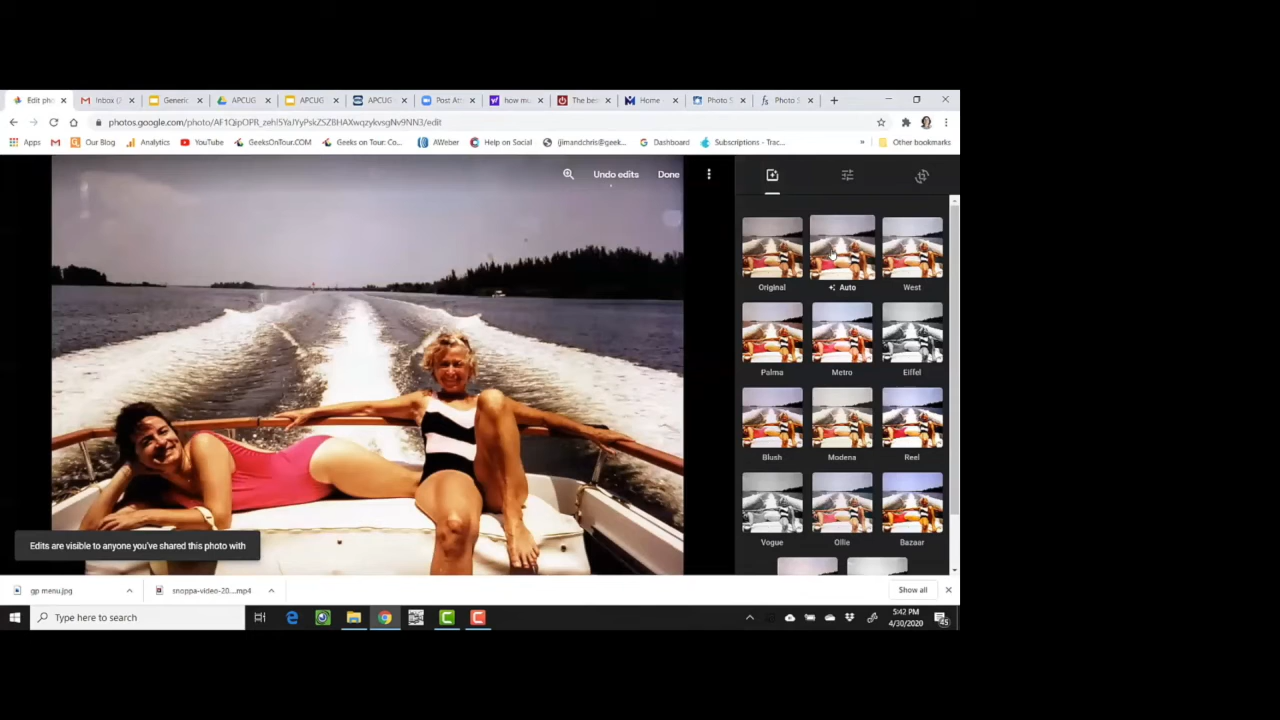 Edit pho
Inbox (
Generic
APCUG
APCUG
APCUG
Post At
how mu
The be
Home
Photo S
Photo S
photos.google.com/photo/
/edit
Apps
Our Blog
Analytics
YouTube
GeeksOnTour.COM
Geeks on Tour: Co...
AWeber
Help on Social
(jimandchris@geek...
Dashboard
Subscriptions - Trac...
»
Other bookmarks
Undo edits
Done
Original
Auto
West
Palma
Metro
Eiffel
Blush
Modena
Reel
Vogue
Ollie
Bazaar
Edits are visible to anyone you've shared this photo with
gp menu.jpg
snoppa-video-20....mp4
Show all
Type here to search
5:42 PM
4/30/2020
45